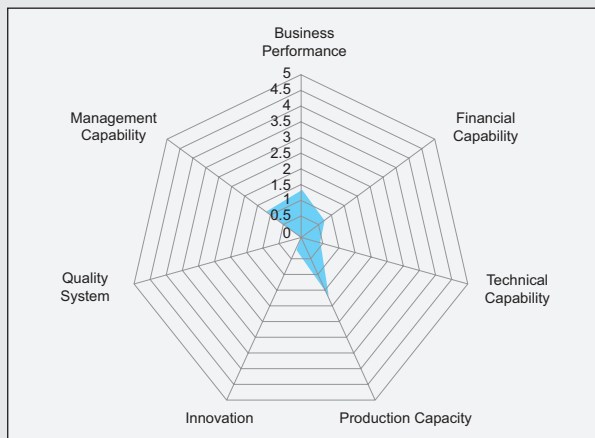 Business
Performance
5
4.5
4
3.5
3
2.5
2
1.5
1
0.5
0
Financial
Capability
Technical
Capability
Production Capacity
Innovation
Quality
System
Management
Capability